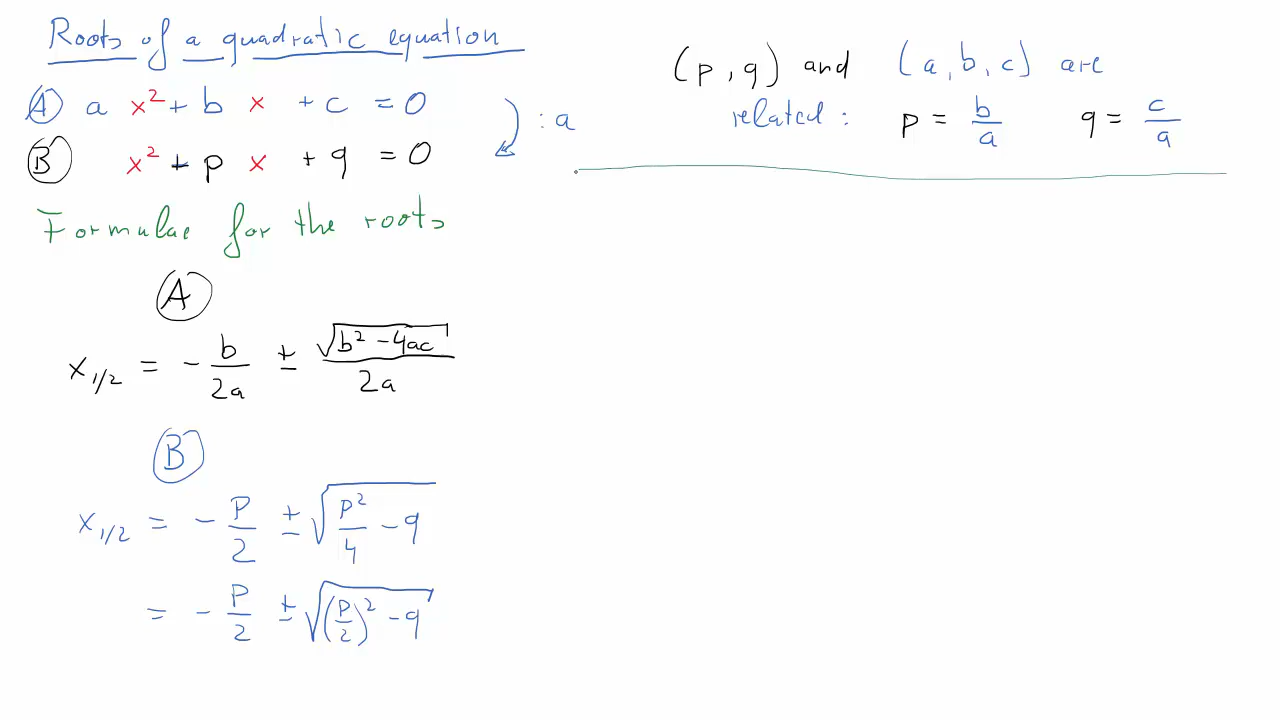 Roots of a quadratic equation
Ⓐ a x² + b x + c = 0
: a
Ⓑ x² + p x + q = 0
(p, q) and (a, b, c) are
related: p = b/a q = c/a
Formulae for the roots
Ⓐ
x₁/₂ = - b/2a ± √(b² - 4ac)/2a
Ⓑ
x₁/₂ = - p/2 ± √(p²/4 - q)
= - p/2 ± √((p/2)² - q)